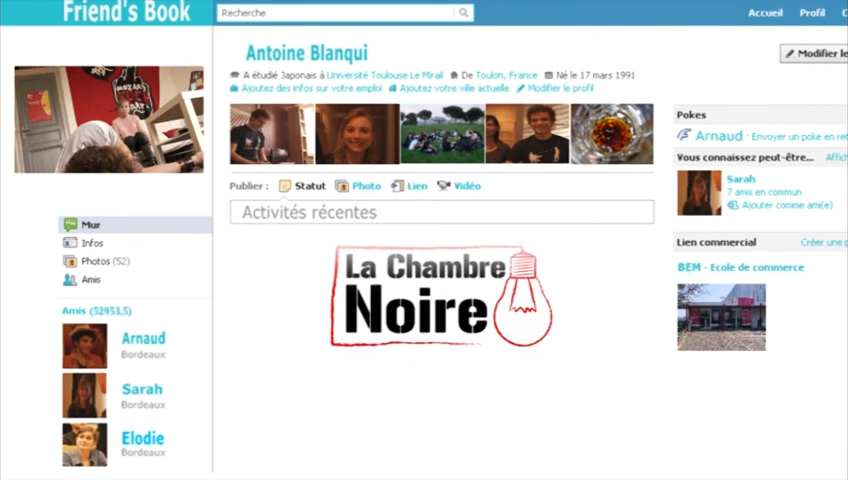 Friend's Book
Recherche
Accueil Profil C
Antoine Blanqui
Modifier le
A étudié Japonais à Université Toulouse Le Mirail De Toulon, France Né le 17 mars 1991
Ajoutez des infos sur votre emploi Ajoutez votre ville actuelle Modifier le profil
Pokes
Arnaud · Envoyer un poke en ret
Vous connaissez peut-être... Affich
Sarah
7 amis en commun
Ajouter comme ami(e)
Publier : Statut Photo Lien Vidéo
Activités récentes
Mur
Infos
Photos (52)
Amis
Lien commercial Créer une p
BEM - Ecole de commerce
La Chambre
Noire
Amis (52953,5)
Arnaud
Bordeaux
Sarah
Bordeaux
Elodie
Bordeaux